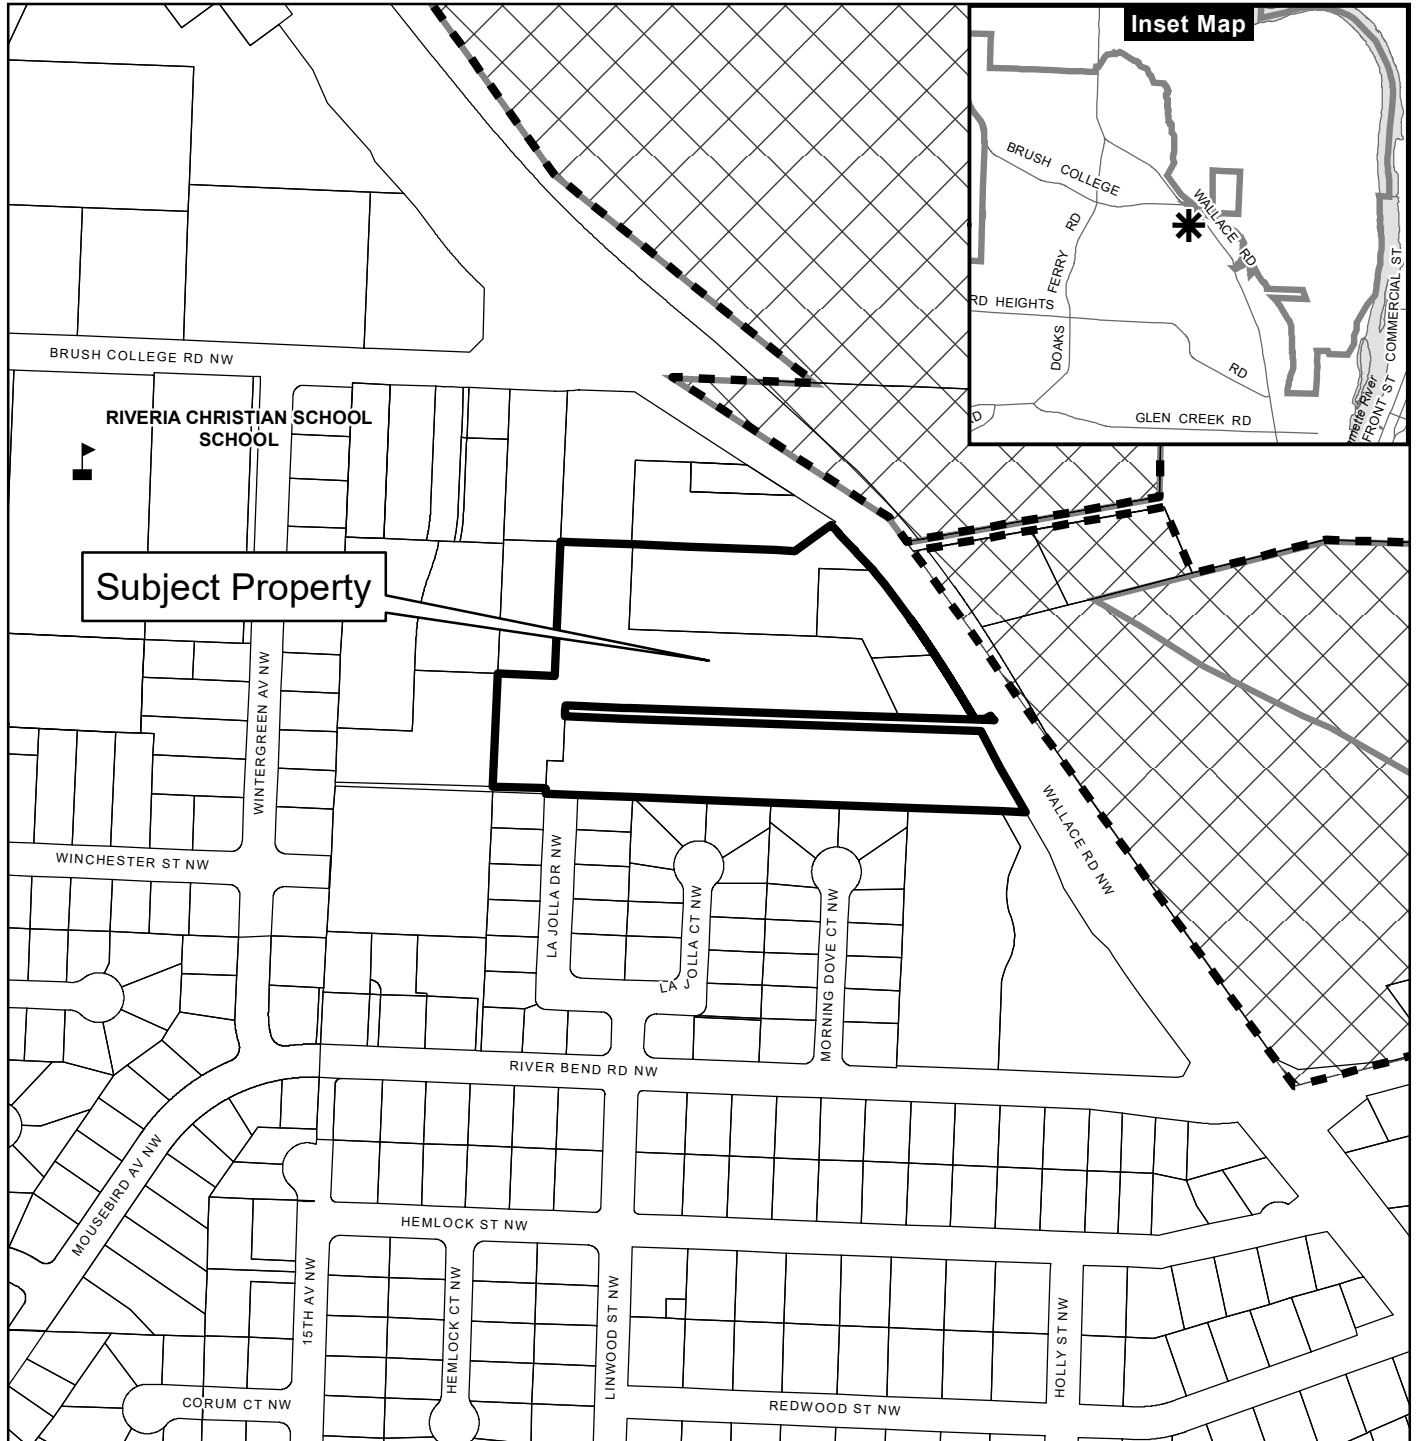 Inset Map
BRUSH COLLEGE
WALLACE RD
FERRY RD
DOAKS
RD HEIGHTS
RD
GLEN CREEK RD
COMMERCIAL ST
FRONT ST
mette River
BRUSH COLLEGE RD NW
RIVERIA CHRISTIAN SCHOOL
SCHOOL
Subject Property
WINTERGREEN AV NW
WALLACE RD NW
WINCHESTER ST NW
LA JOLLA DR NW
LA JOLLA CT NW
MORNING DOVE CT NW
RIVER BEND RD NW
MOUSEBIRD AV NW
HEMLOCK ST NW
15TH AV NW
HEMLOCK CT NW
LINWOOD ST NW
HOLLY ST NW
CORUM CT NW
REDWOOD ST NW